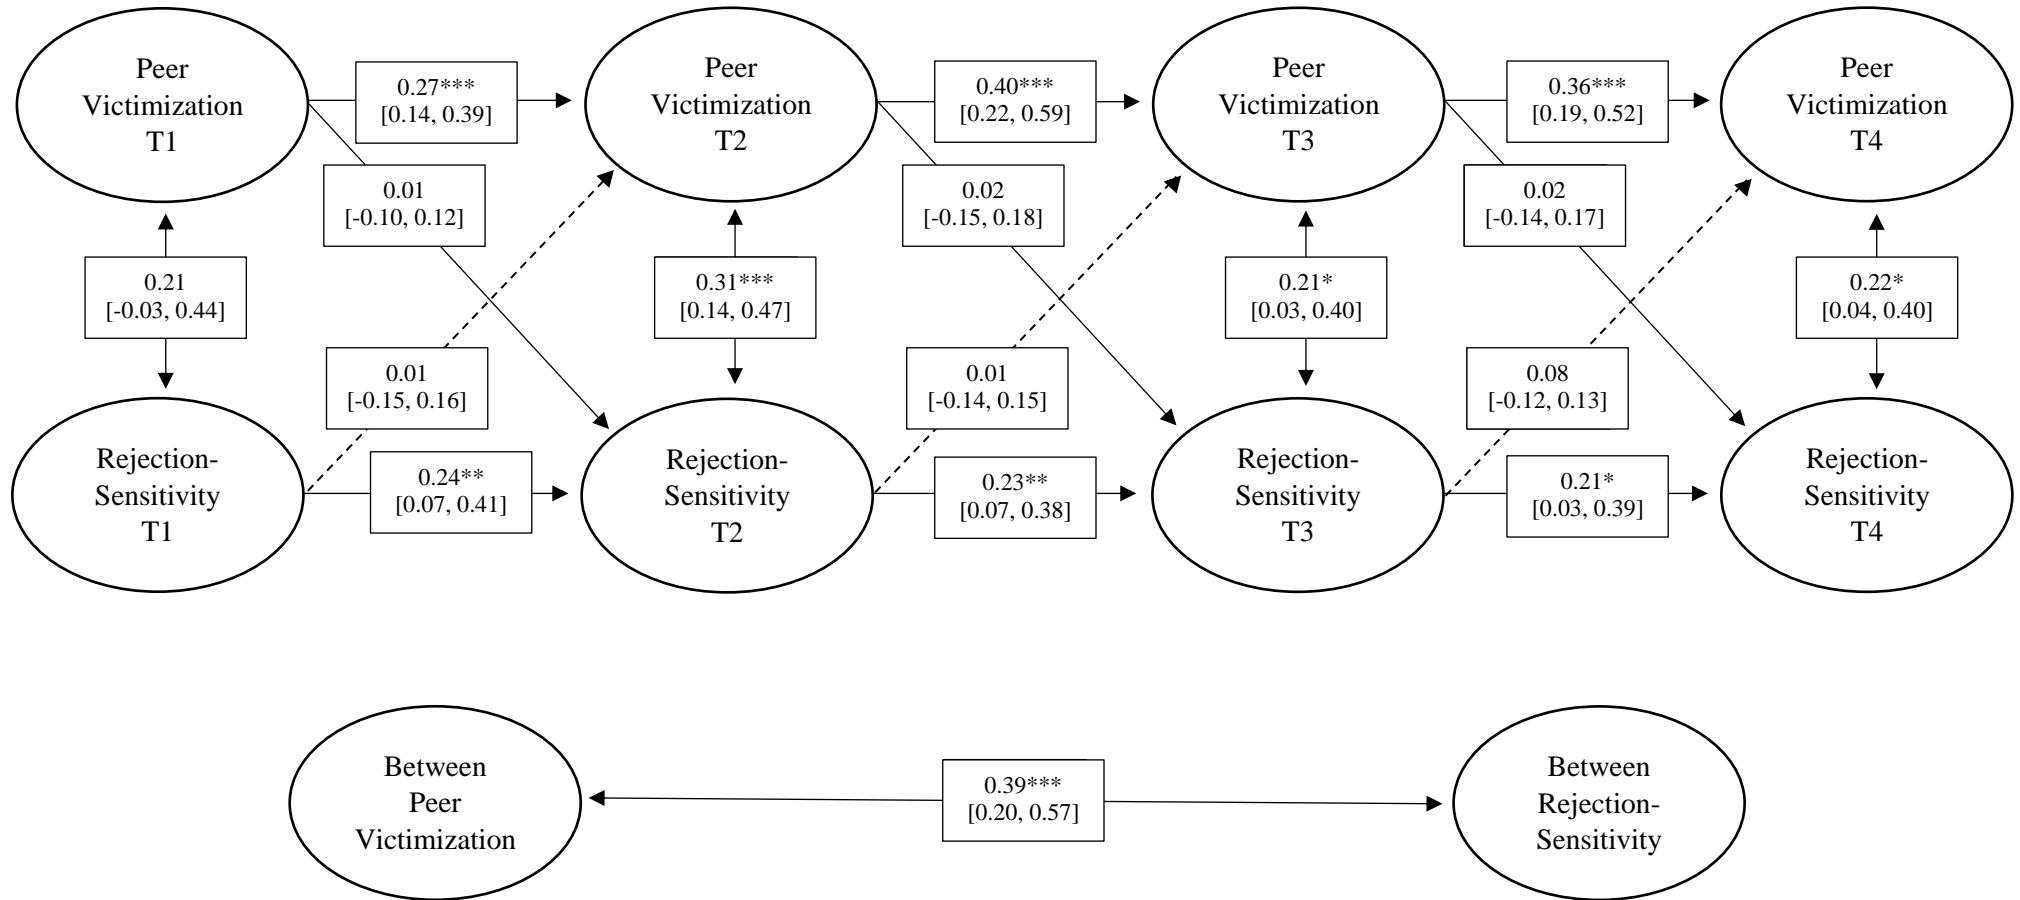 Peer
Victimization
T1
0.27***
[0.14, 0.39]
Peer
Victimization
T2
0.40***
[0.22, 0.59]
Peer
Victimization
T3
0.36***
[0.19, 0.52]
Peer
Victimization
T4
0.01
[-0.10, 0.12]
0.02
[-0.15, 0.18]
0.02
[-0.14, 0.17]
0.21
[-0.03, 0.44]
0.31***
[0.14, 0.47]
0.21*
[0.03, 0.40]
0.22*
[0.04, 0.40]
0.01
[-0.15, 0.16]
0.01
[-0.14, 0.15]
0.08
[-0.12, 0.13]
Rejection-
Sensitivity
T1
0.24**
[0.07, 0.41]
Rejection-
Sensitivity
T2
0.23**
[0.07, 0.38]
Rejection-
Sensitivity
T3
0.21*
[0.03, 0.39]
Rejection-
Sensitivity
T4
Between
Peer
Victimization
0.39***
[0.20, 0.57]
Between
Rejection-
Sensitivity